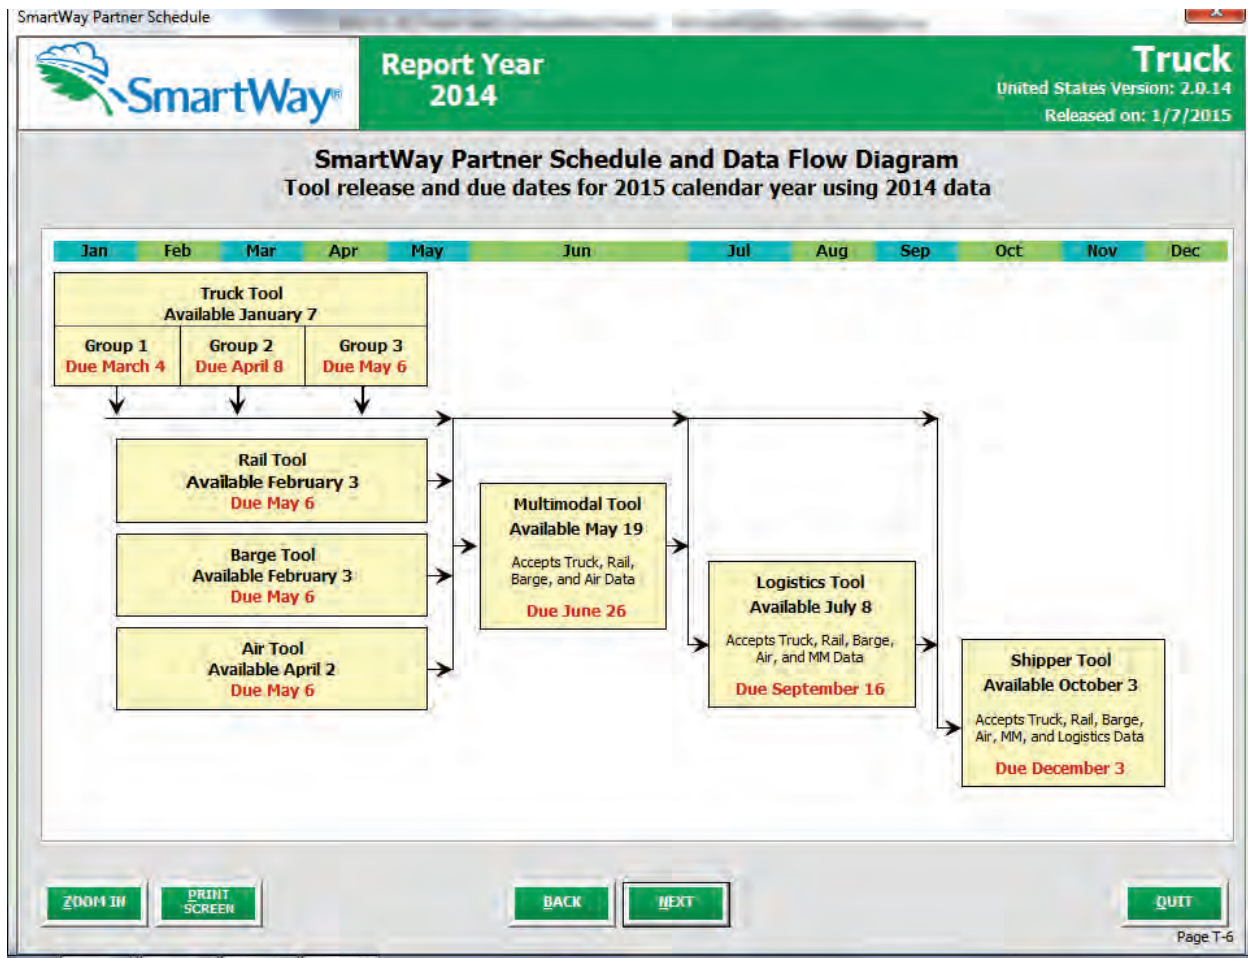 SmartWay Partner Schedule
SmartWay®
Report Year
2014
Truck
United States Version: 2.0.14
Released on: 1/7/2015
SmartWay Partner Schedule and Data Flow Diagram
Tool release and due dates for 2015 calendar year using 2014 data
Jan Feb Mar Apr May Jun Jul Aug Sep Oct Nov Dec
Truck Tool
Available January 7
Group 1
Due March 4
Group 2
Due April 8
Group 3
Due May 6
Rail Tool
Available February 3
Due May 6
Barge Tool
Available February 3
Due May 6
Air Tool
Available April 2
Due May 6
Multimodal Tool
Available May 19
Accepts Truck, Rail,
Barge, and Air Data
Due June 26
Logistics Tool
Available July 8
Accepts Truck, Rail, Barge,
Air, and MM Data
Due September 16
Shipper Tool
Available October 3
Accepts Truck, Rail, Barge,
Air, MM, and Logistics Data
Due December 3
ZOOM IN
PRINT
SCREEN
BACK
NEXT
QUIT
Page T-6